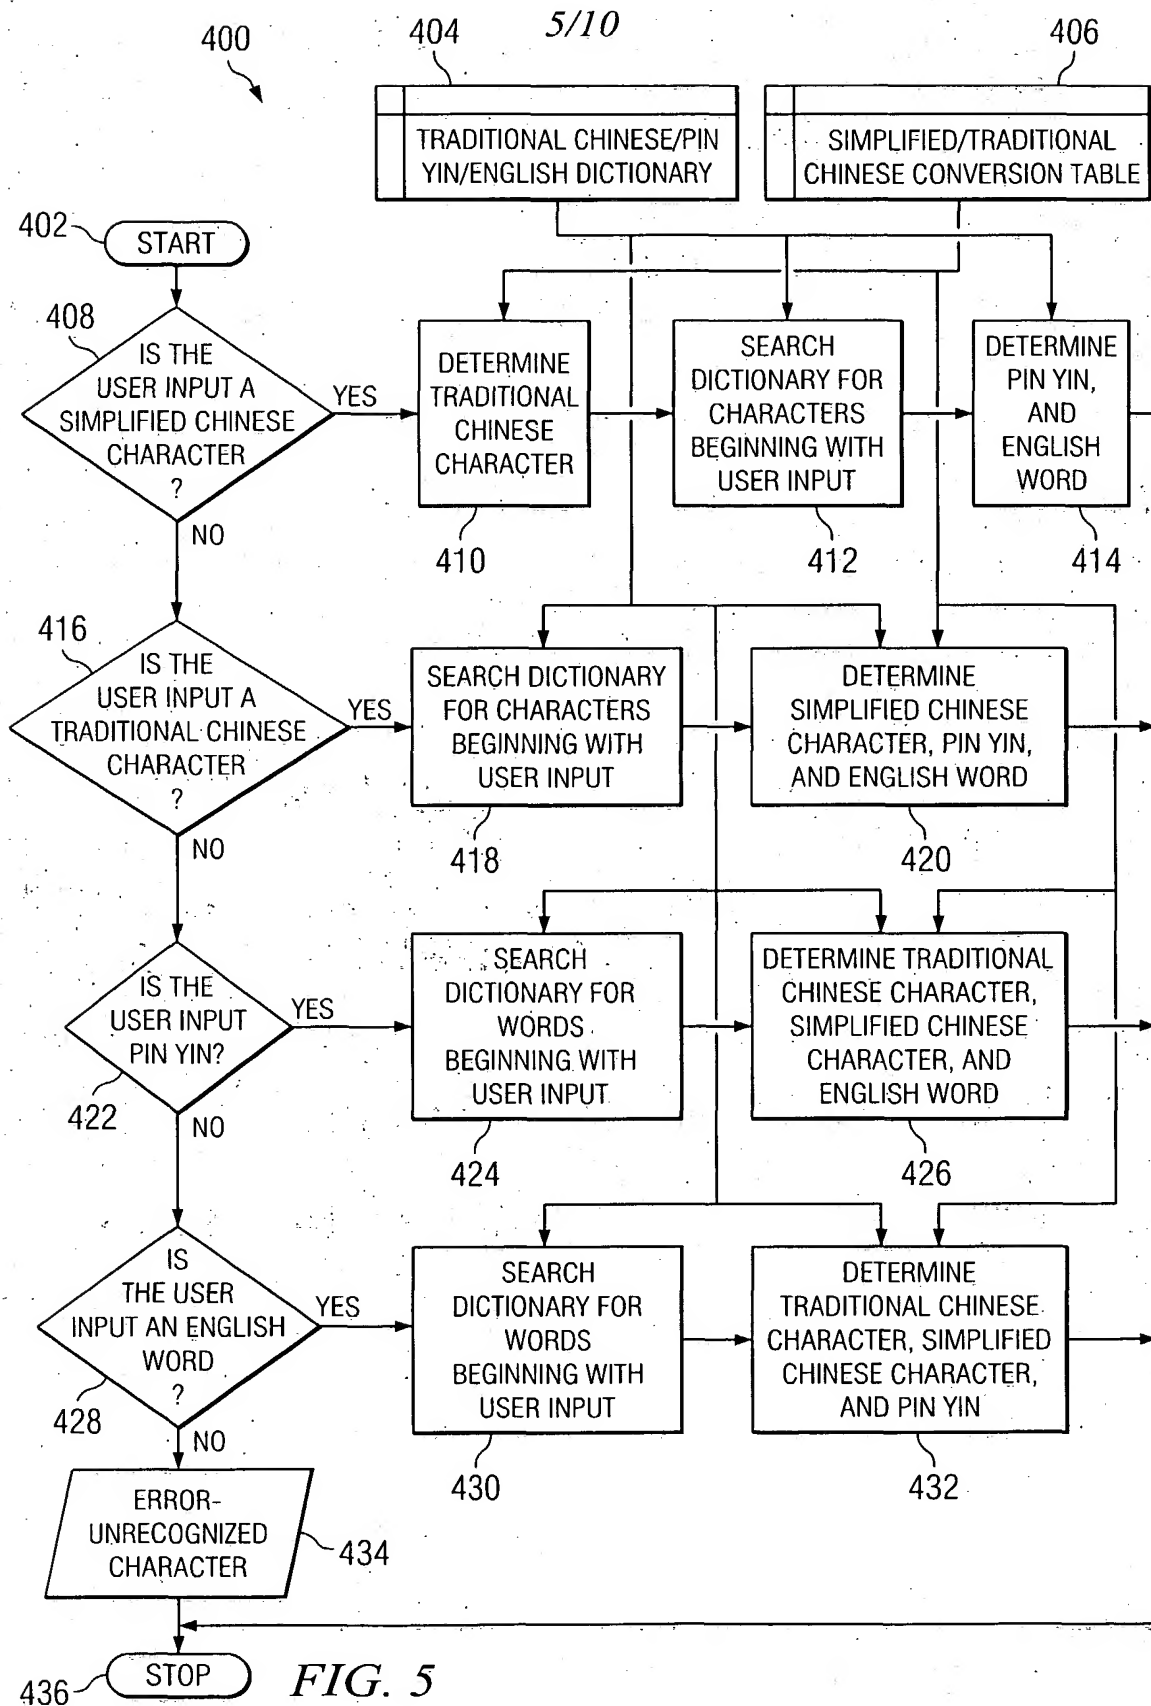 5/10
400
404
406
TRADITIONAL CHINESE/PIN
YIN/ENGLISH DICTIONARY
SIMPLIFIED/TRADITIONAL
CHINESE CONVERSION TABLE
402
START
408
IS THE
USER INPUT A
SIMPLIFIED CHINESE
CHARACTER
?
YES
NO
DETERMINE
TRADITIONAL
CHINESE
CHARACTER
410
SEARCH
DICTIONARY FOR
CHARACTERS
BEGINNING WITH
USER INPUT
412
DETERMINE
PIN YIN,
AND
ENGLISH
WORD
414
416
IS THE
USER INPUT A
TRADITIONAL CHINESE
CHARACTER
?
YES
NO
SEARCH DICTIONARY
FOR CHARACTERS
BEGINNING WITH
USER INPUT
418
DETERMINE
SIMPLIFIED CHINESE
CHARACTER, PIN YIN,
AND ENGLISH WORD
420
IS THE
USER INPUT
PIN YIN?
422
YES
NO
SEARCH
DICTIONARY FOR
WORDS
BEGINNING WITH
USER INPUT
424
DETERMINE TRADITIONAL
CHINESE CHARACTER,
SIMPLIFIED CHINESE
CHARACTER, AND
ENGLISH WORD
426
IS
THE USER
INPUT AN ENGLISH
WORD
?
428
YES
NO
SEARCH
DICTIONARY FOR
WORDS
BEGINNING WITH
USER INPUT
430
DETERMINE
TRADITIONAL CHINESE
CHARACTER, SIMPLIFIED
CHINESE CHARACTER,
AND PIN YIN
432
ERROR-
UNRECOGNIZED
CHARACTER
434
STOP
436
FIG. 5